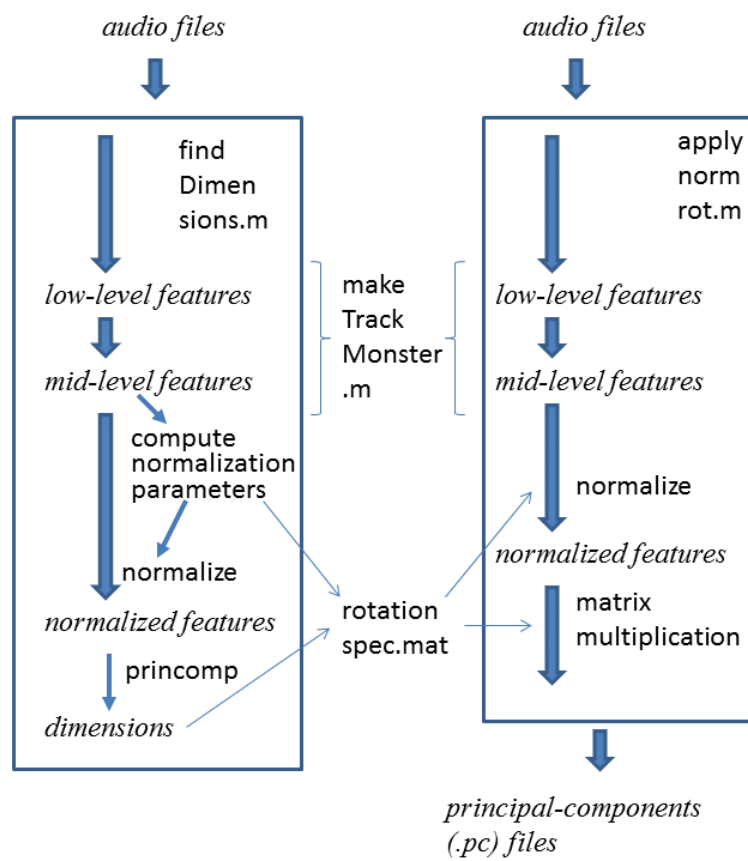 audio files
find
Dimen
sions.m
low-level features
mid-level features
compute
normalization
parameters
normalize
normalized features
princomp
dimensions
make
Track
Monster
.m
rotation
spec.mat
audio files
apply
norm
rot.m
low-level features
mid-level features
normalize
normalized features
matrix
multiplication
principal-components
(.pc) files